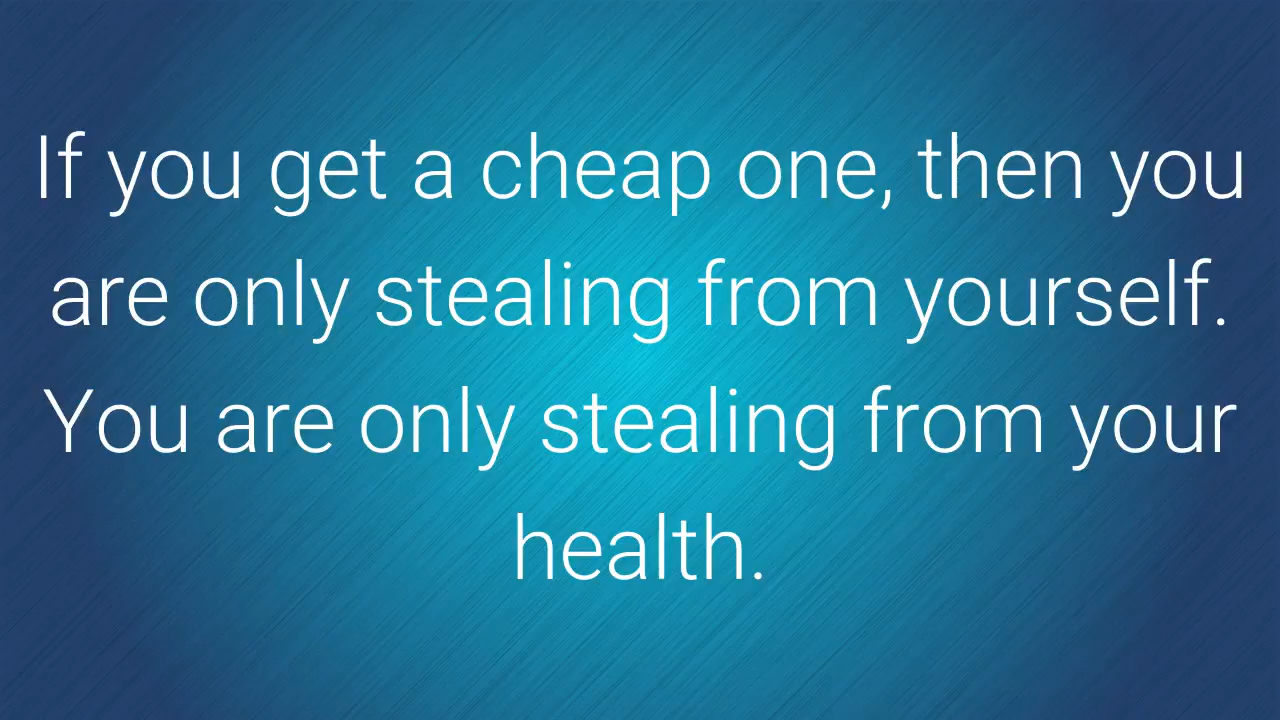 If you get a cheap one, then you
are only stealing from yourself.
You are only stealing from your
health.